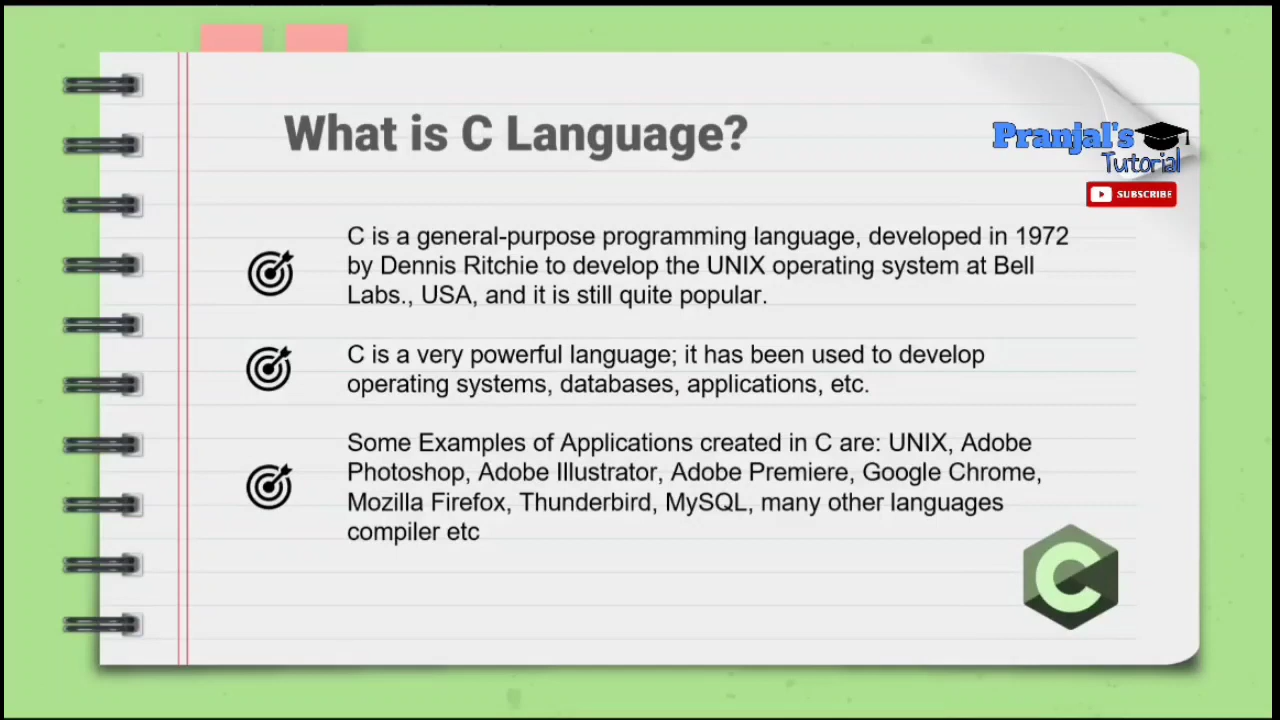 What is C Language?
Pranjal's
Tutorial
SUBSCRIBE
C is a general-purpose programming language, developed in 1972
by Dennis Ritchie to develop the UNIX operating system at Bell
Labs., USA, and it is still quite popular.
C is a very powerful language; it has been used to develop
operating systems, databases, applications, etc.
Some Examples of Applications created in C are: UNIX, Adobe
Photoshop, Adobe Illustrator, Adobe Premiere, Google Chrome,
Mozilla Firefox, Thunderbird, MySQL, many other languages
compiler etc
C